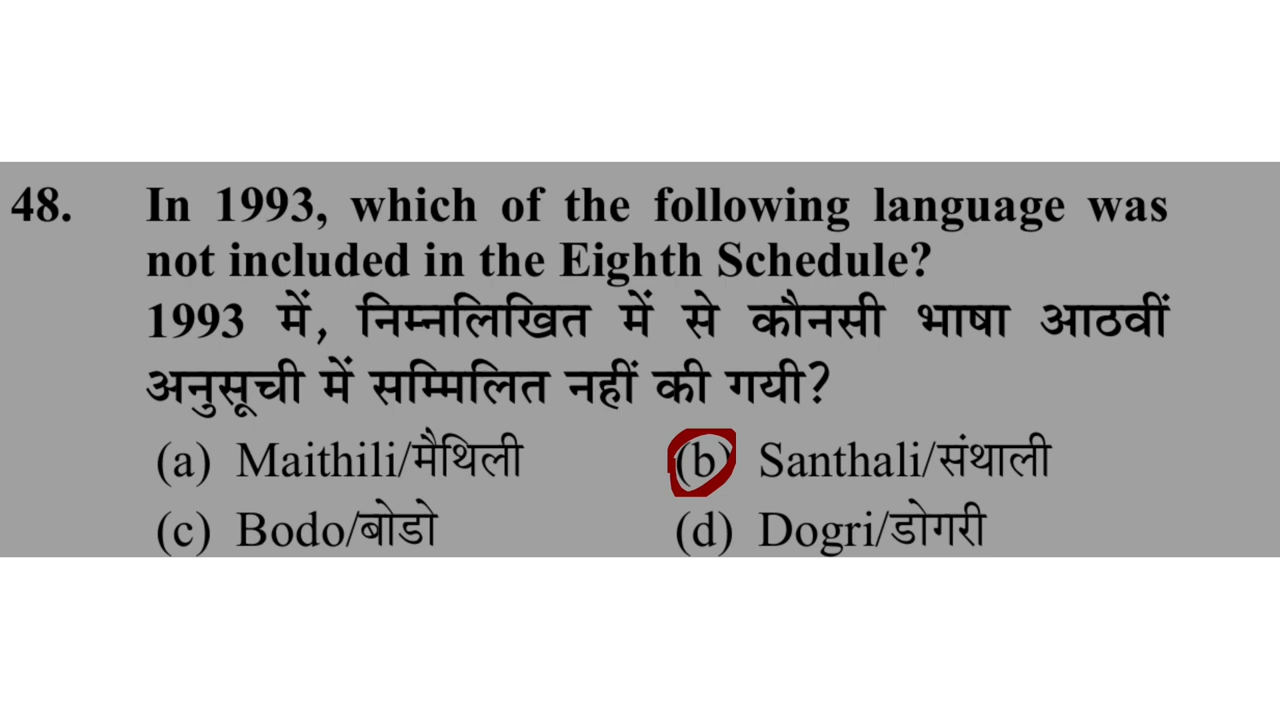 48. In 1993, which of the following language was
not included in the Eighth Schedule?
1993 में, निम्नलिखित में से कौनसी भाषा आठवीं
अनुसूची में सम्मिलित नहीं की गयी?
(a) Maithili/मैथिली (b) Santhali/संथाली
(c) Bodo/बोडो (d) Dogri/डोगरी